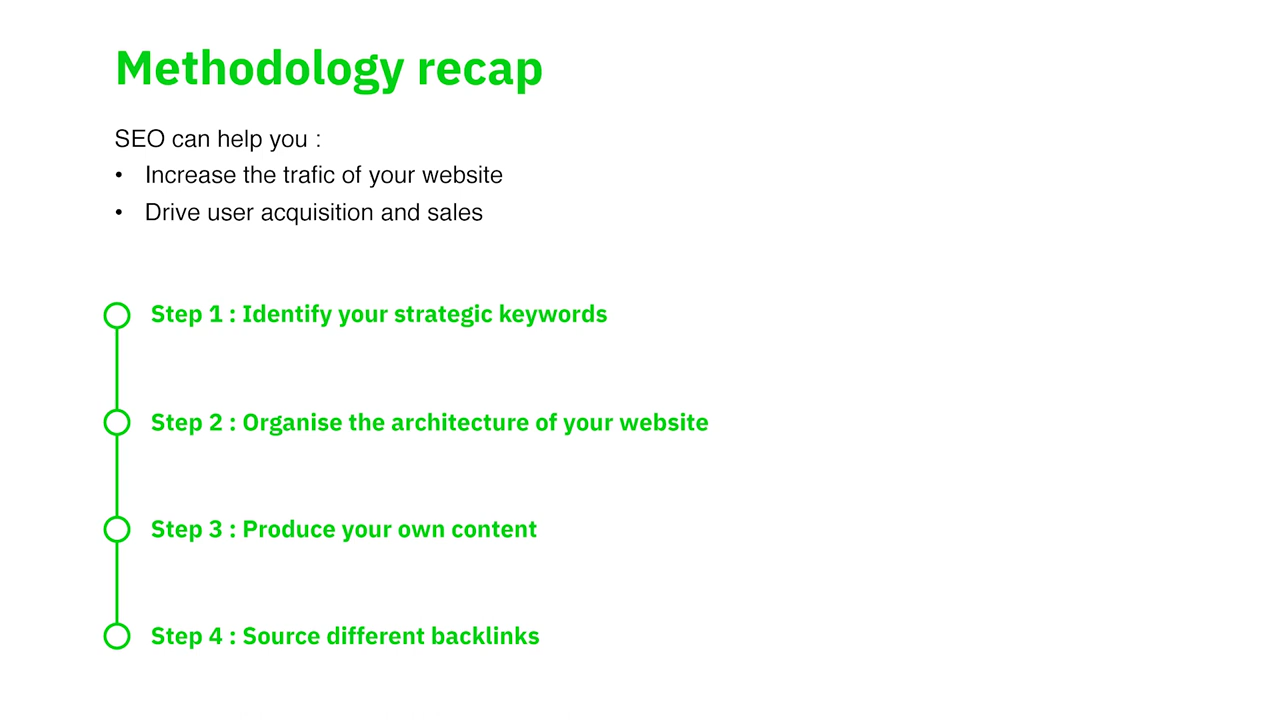 Methodology recap
SEO can help you :
• Increase the trafic of your website
• Drive user acquisition and sales
Step 1 : Identify your strategic keywords
Step 2 : Organise the architecture of your website
Step 3 : Produce your own content
Step 4 : Source different backlinks